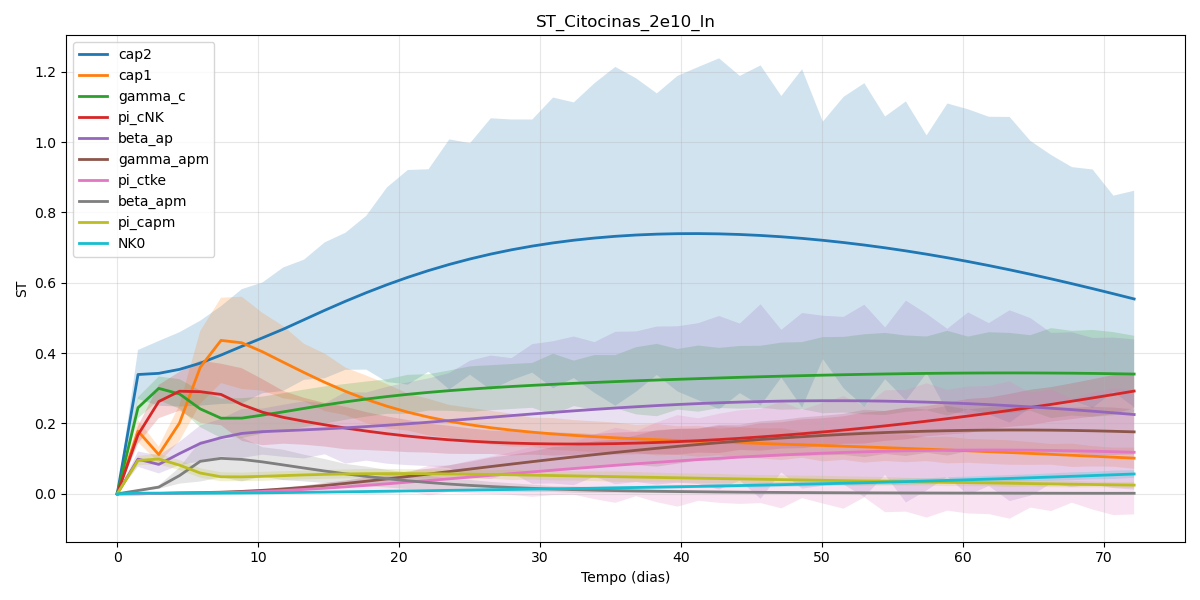 ST_Citocinas_2e10_In
cap2
cap1
gamma_c
pi_cNK
beta_ap
gamma_apm
pi_ctke
beta_apm
pi_capm
NK0
ST
1.2
1.0
0.8
0.6
0.4
0.2
0.0
0 10 20 30 40 50 60 70
Tempo (dias)